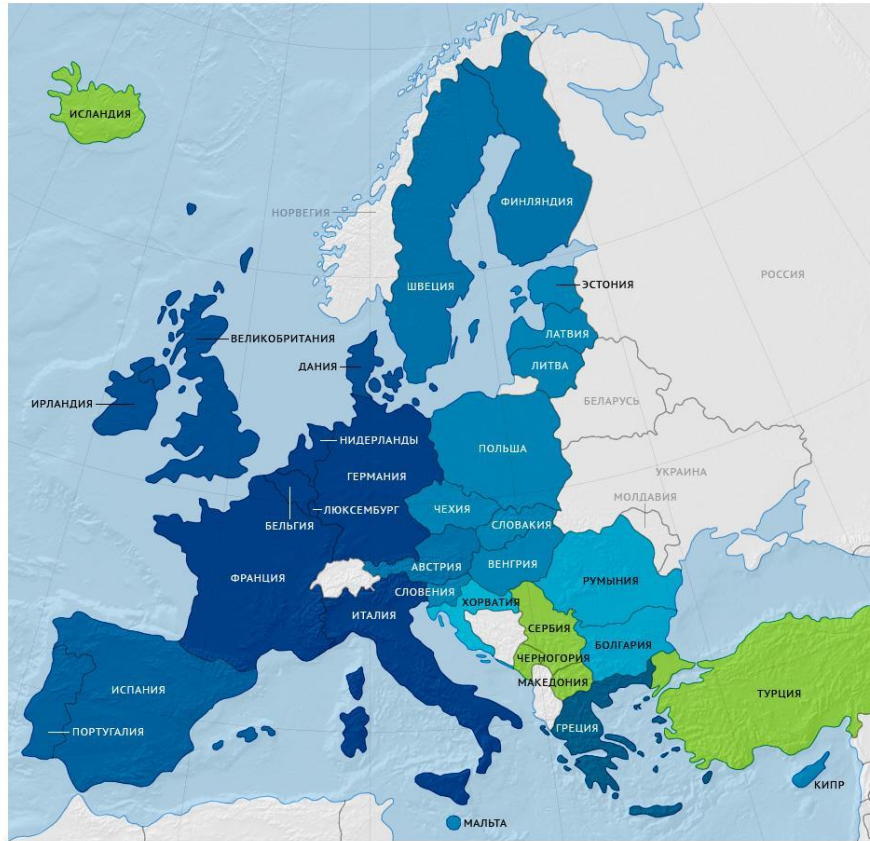 ИСЛАНДИЯ
НОРВЕГИЯ
ФИНЛЯНДИЯ
РОССИЯ
ШВЕЦИЯ
ЭСТОНИЯ
ВЕЛИКОБРИТАНИЯ
ЛАТВИЯ
ДАНИЯ
ЛИТВА
ИРЛАНДИЯ
БЕЛАРУСЬ
НИДЕРЛАНДЫ
ПОЛЬША
ГЕРМАНИЯ
УКРАИНА
МОЛДАВИЯ
ЛЮКСЕМБУРГ
ЧЕХИЯ
БЕЛЬГИЯ
СЛОВАКИЯ
АВСТРИЯ
ВЕНГРИЯ
ФРАНЦИЯ
РУМЫНИЯ
СЛОВЕНИЯ
ХОРВАТИЯ
ИТАЛИЯ
СЕРБИЯ
БОЛГАРИЯ
ЧЕРНОГОРИЯ
МАКЕДОНИЯ
ИСПАНИЯ
ТУРЦИЯ
ПОРТУГАЛИЯ
ГРЕЦИЯ
КИПР
МАЛЬТА